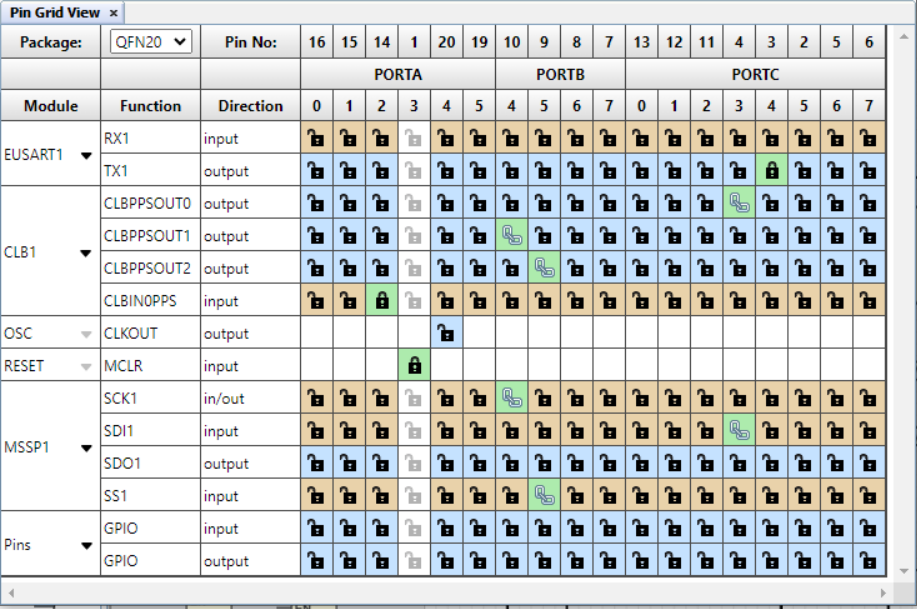 Pin Grid View ×
Package: QFN20 Pin No: 16 15 14 1 20 19 10 9 8 7 13 12 11 4 3 2 5 6
PORTA PORTB PORTC
Module Function Direction 0 1 2 3 4 5 4 5 6 7 0 1 2 3 4 5 6 7
EUSART1
RX1 input
TX1 output
CLB1
CLBPPSOUT0 output
CLBPPSOUT1 output
CLBPPSOUT2 output
CLBIN0PPS input
OSC CLKOUT output
RESET MCLR input
MSSP1
SCK1 in/out
SDI1 input
SDO1 output
SS1 input
Pins
GPIO input
GPIO output